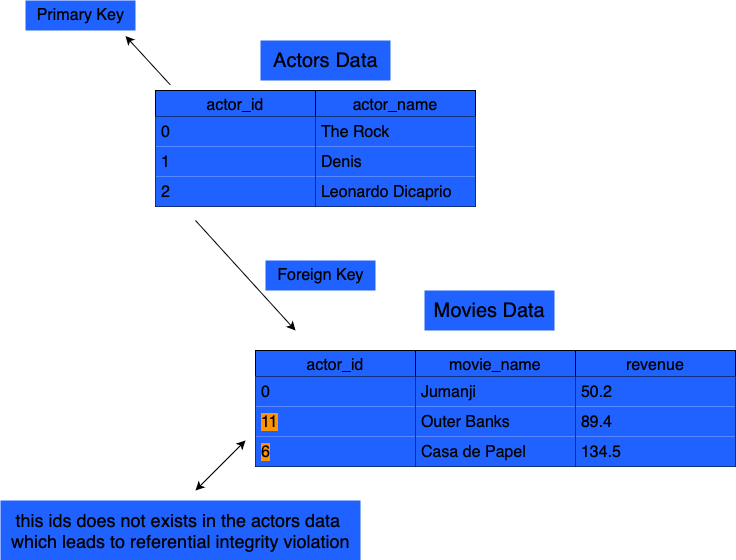 Primary Key
Actors Data
actor_id actor_name
0 The Rock
1 Denis
2 Leonardo Dicaprio
Foreign Key
Movies Data
actor_id movie_name revenue
0 Jumanji 50.2
11 Outer Banks 89.4
6 Casa de Papel 134.5
this ids does not exists in the actors data
which leads to referential integrity violation